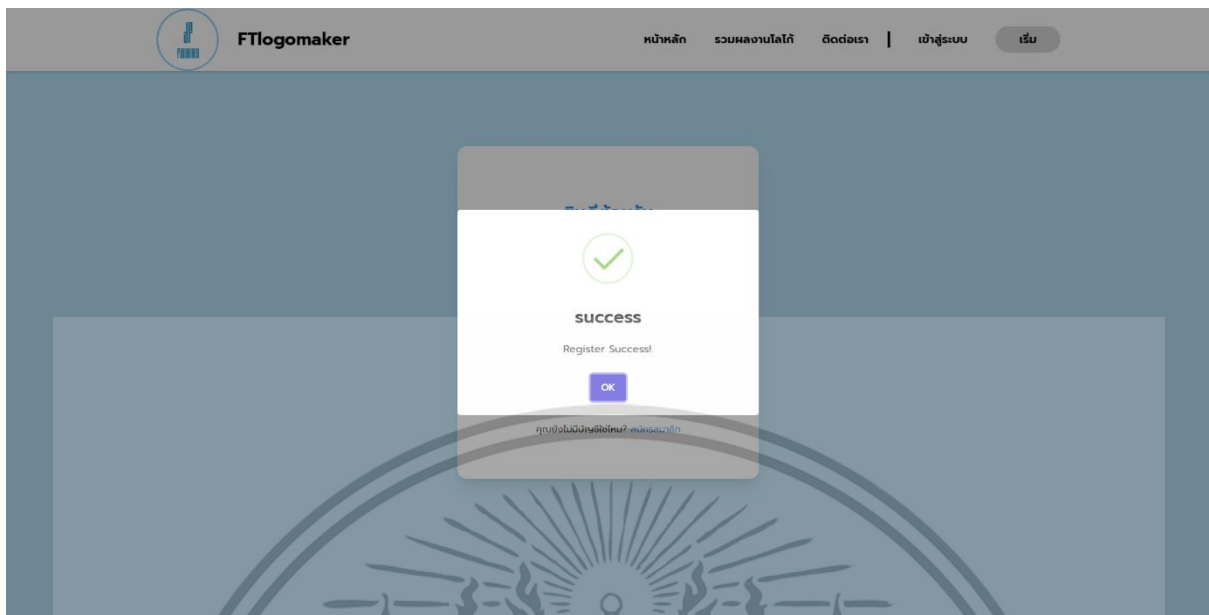 FTlogomaker
หน้าหลัก รวมผลงานโลโก้ ติดต่อเรา | เข้าสู่ระบบ เริ่ม
success
Register Success!
OK
คุณยังไม่มีบัญชีใช่ไหม? สมัครสมาชิก